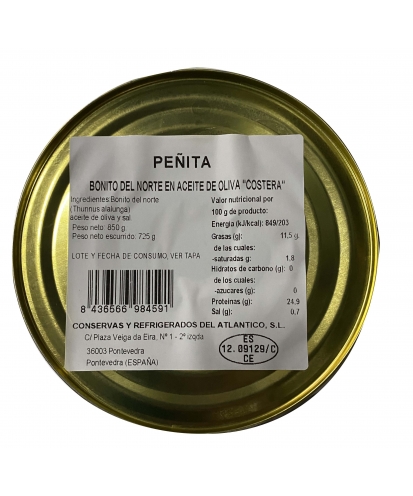 PEÑITA
BONITO DEL NORTE EN ACEITE DE OLIVA "COSTERA"
Ingredientes:Bonito del norte
(Thunnus alalunga)
aceite de oliva y sal
Peso neto: 850 g
Peso neto escurrido: 725 g
LOTE Y FECHA DE CONSUMO, VER TAPA
8 436666 984591
Valor nutricional por
100 g de producto:
Energía (kJ/kcal): 849/203
Grasas (g): 11,5
de las cuales:
-saturadas g: 1.8
Hidratos de carbono (g): 0
de los cuales:
-azucares (g): 0
Proteinas (g): 24,9
Sal (g): 0,7
CONSERVAS Y REFRIGERADOS DEL ATLANTICO, S.L.
C/ Plaza Veiga da Eira, Nº 1 - 2º izqda
36003 Pontevedra
Pontevedra (ESPAÑA)
ES
12.09129/C
CE